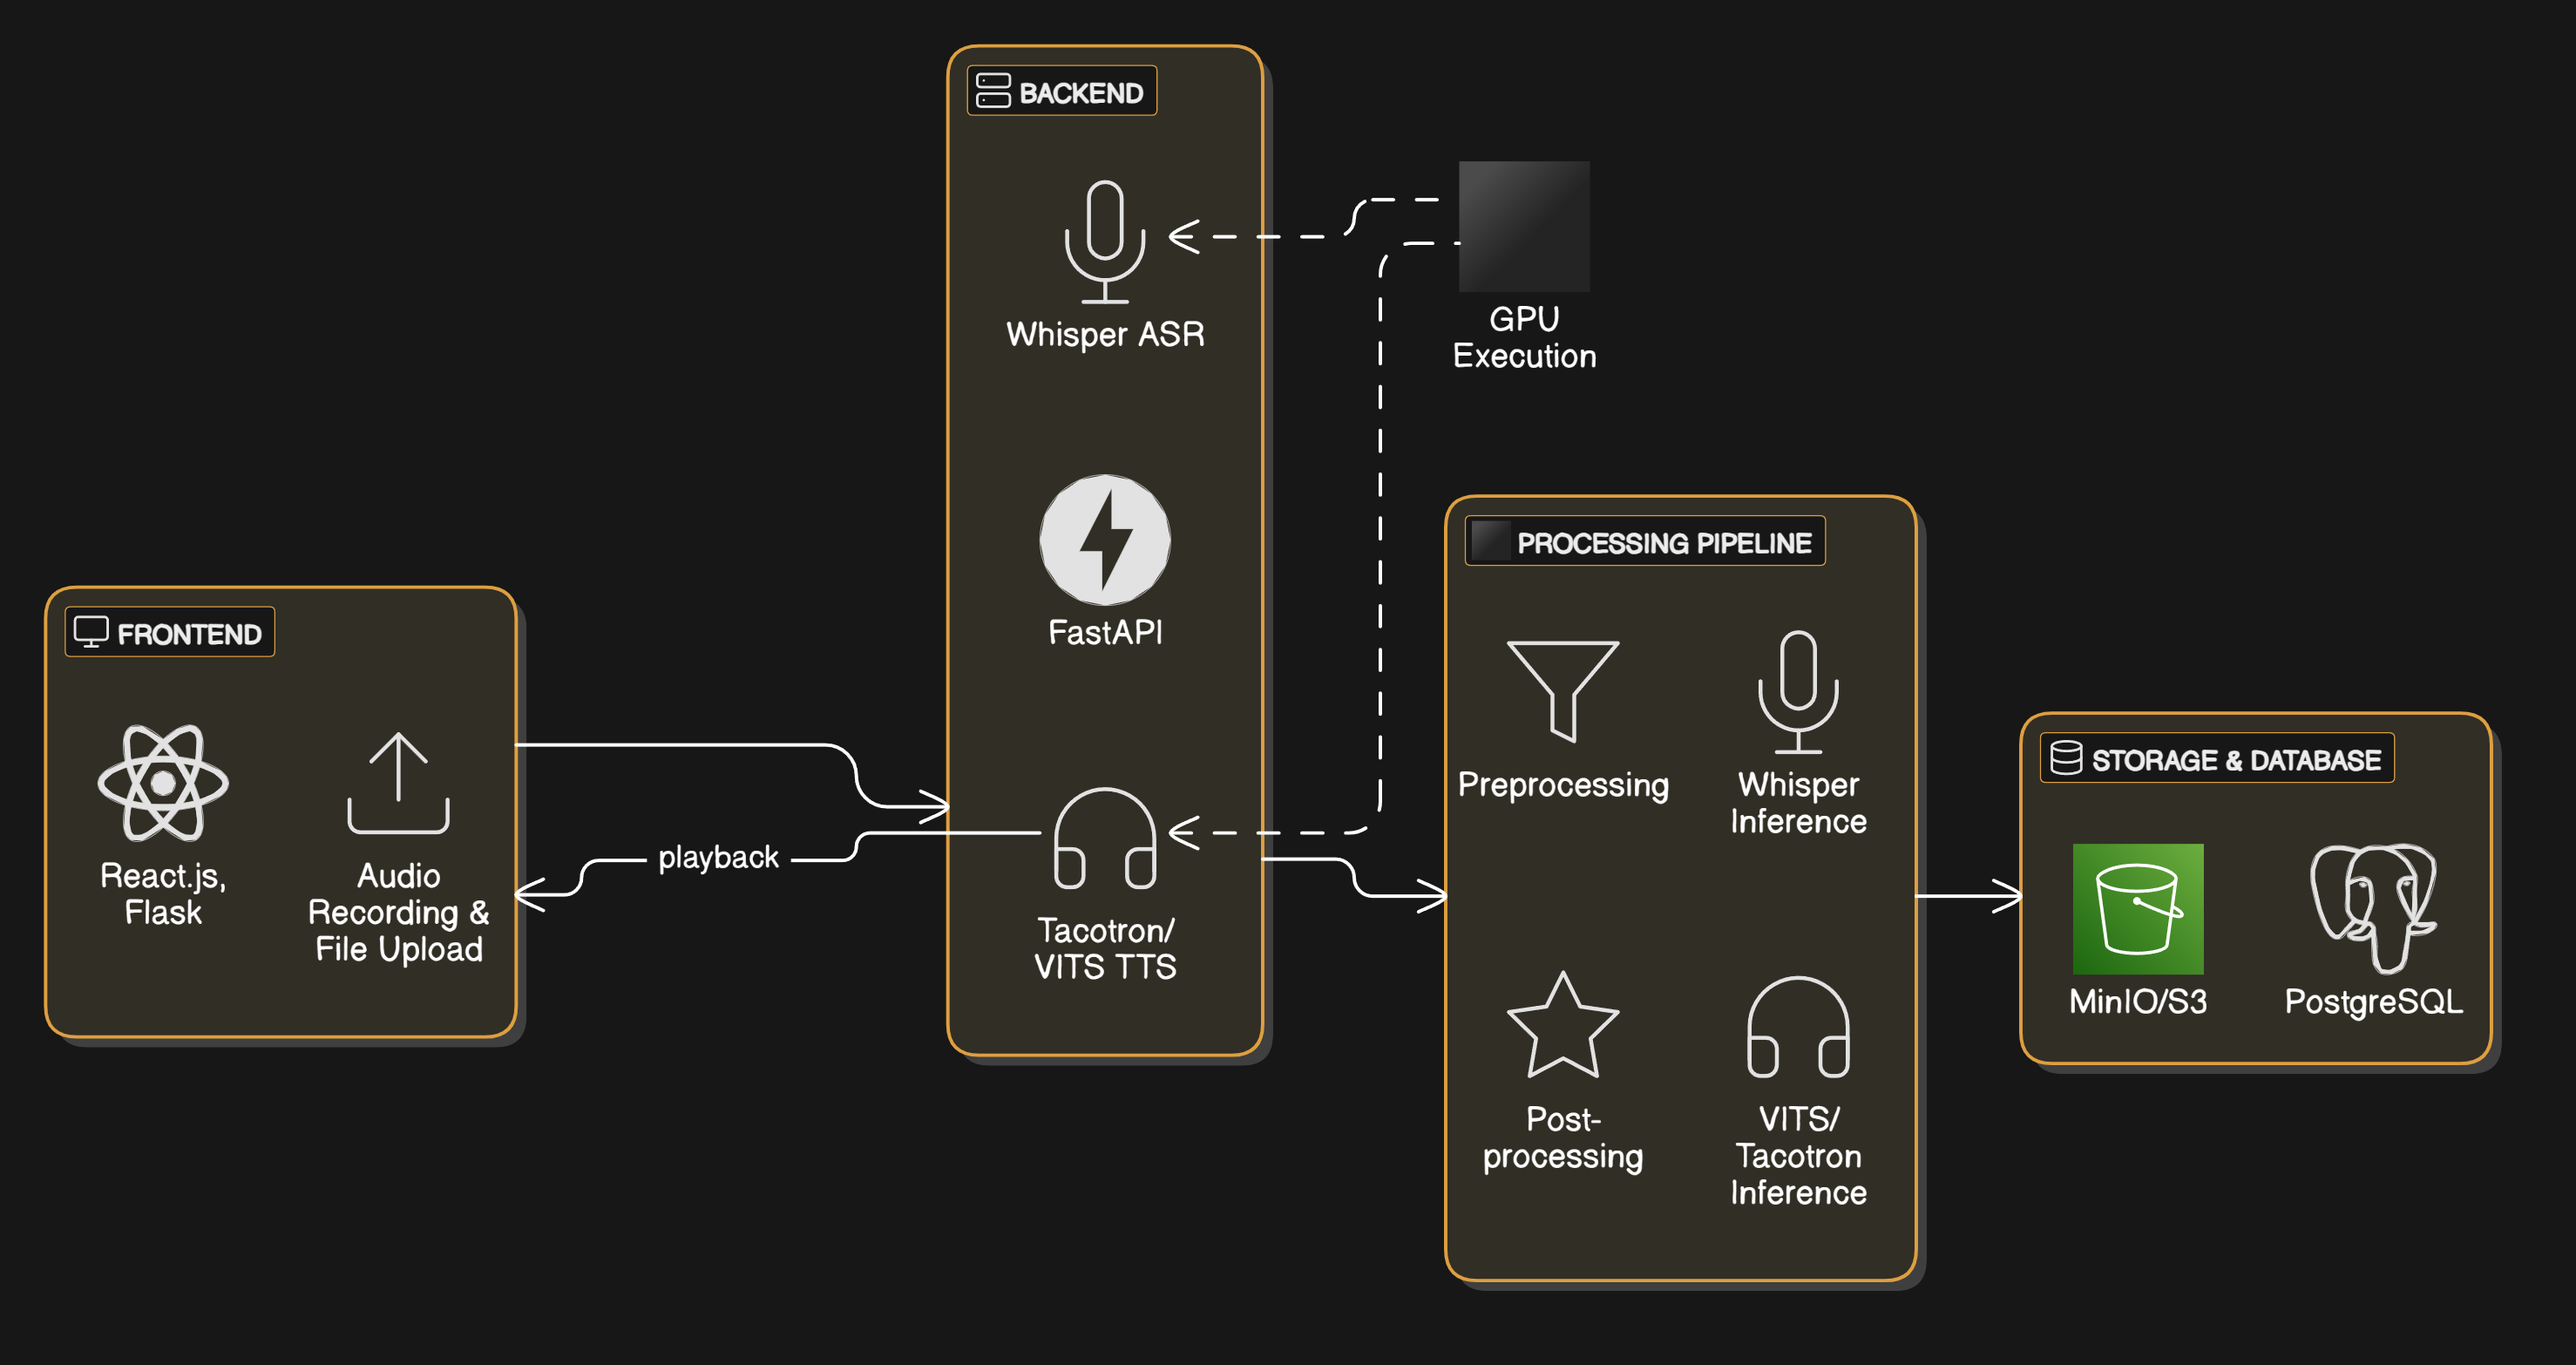 BACKEND
Whisper ASR
GPU
Execution
FastAPI
PROCESSING PIPELINE
FRONTEND
Preprocessing
Whisper
Inference
STORAGE & DATABASE
React.js,
Flask
Audio
Recording &
File Upload
playback
Tacotron/
VITS TTS
MinIO/S3
PostgreSQL
Post-
processing
VITS/
Tacotron
Inference